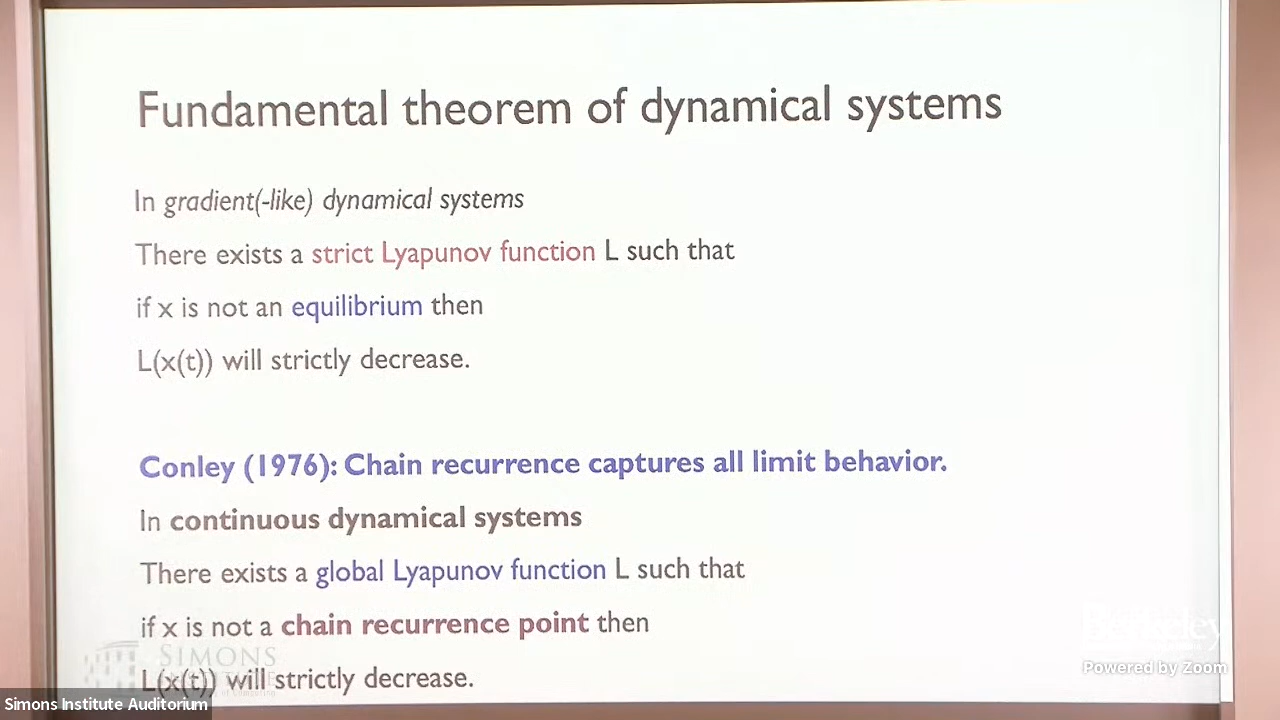 Fundamental theorem of dynamical systems
In gradient(-like) dynamical systems
There exists a strict Lyapunov function L such that
if x is not an equilibrium then
L(x(t)) will strictly decrease.
Conley (1976): Chain recurrence captures all limit behavior.
In continuous dynamical systems
There exists a global Lyapunov function L such that
if x is not a chain recurrence point then
L(x(t)) will strictly decrease.
SIMONS
Berkeley
Powered by Zoom
Simons Institute Auditorium